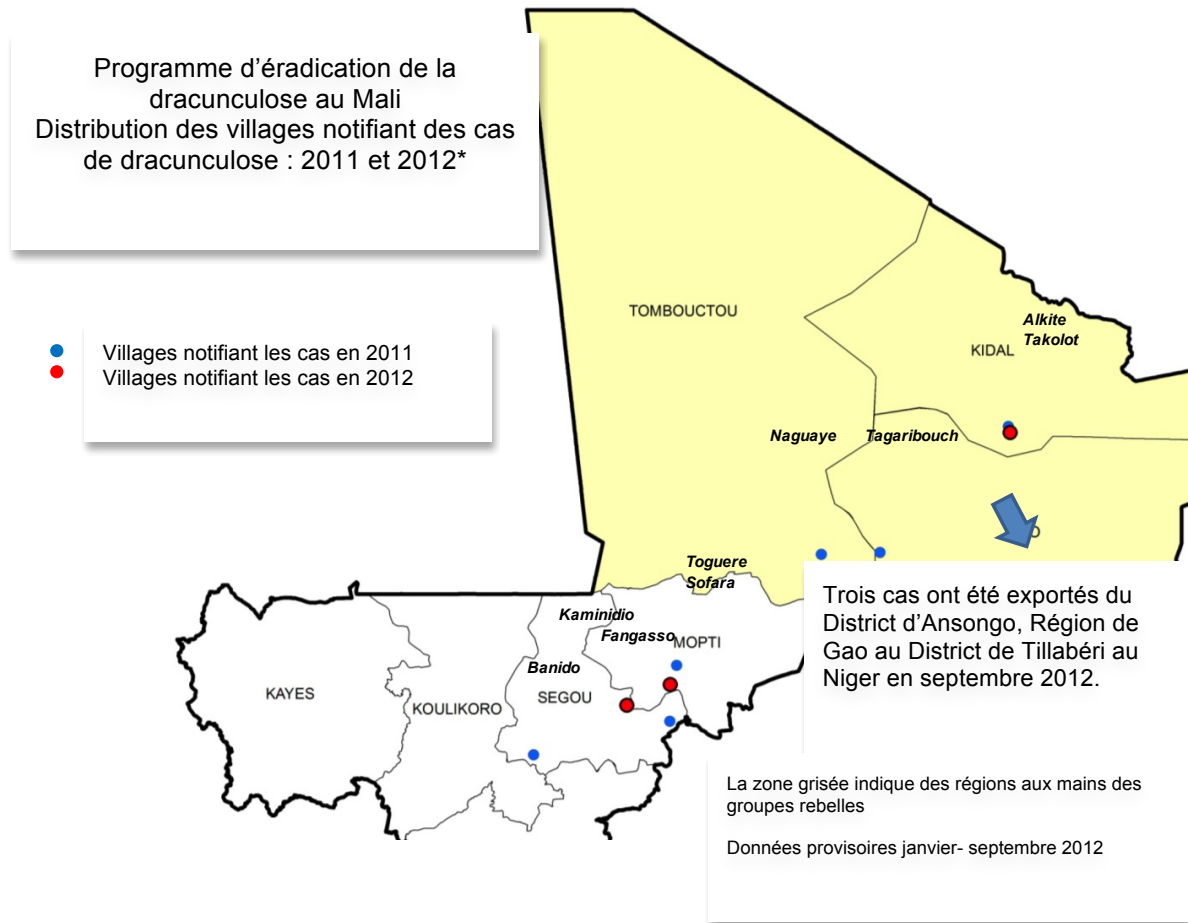 Programme d'éradication de la
dracunculose au Mali
Distribution des villages notifiant des cas
de dracunculose : 2011 et 2012*
Villages notifiant les cas en 2011
Villages notifiant les cas en 2012
TOMBOUCTOU
Alkite
Takolot
KIDAL
Naguaye
Tagaribouch
Toguere
Sofara
Kaminidio
Fangasso
MOPTI
Banido
SEGOU
KAYES
KOULIKORO
O
Trois cas ont été exportés du
District d'Ansongo, Région de
Gao au District de Tillabéri au
Niger en septembre 2012.
La zone grisée indique des régions aux mains des
groupes rebelles
Données provisoires janvier- septembre 2012